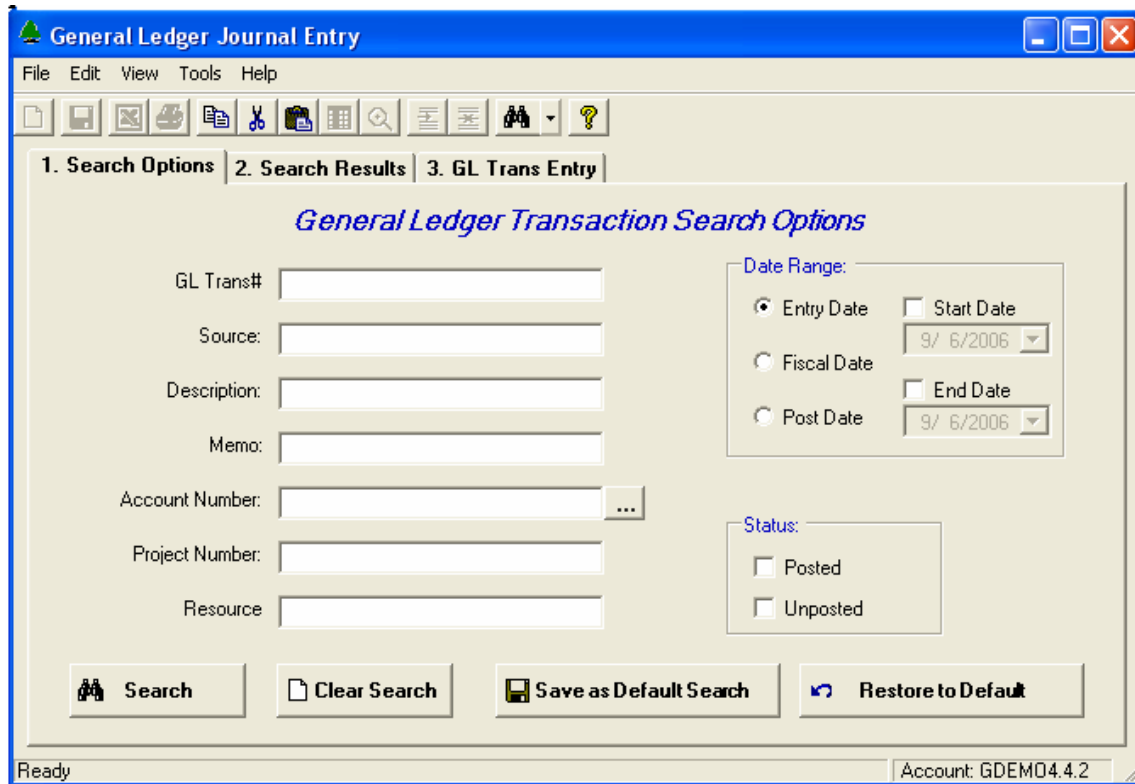 General Ledger Journal Entry
File Edit View Tools Help
1. Search Options 2. Search Results 3. GL Trans Entry
General Ledger Transaction Search Options
GL Trans#
Source:
Description:
Memo:
Account Number:
...
Project Number:
Resource
Date Range:
Entry Date
Start Date
9/ 6/2006
Fiscal Date
End Date
Post Date
9/ 6/2006
Status:
Posted
Unposted
Search Clear Search Save as Default Search Restore to Default
Ready Account: GDEMO4.4.2